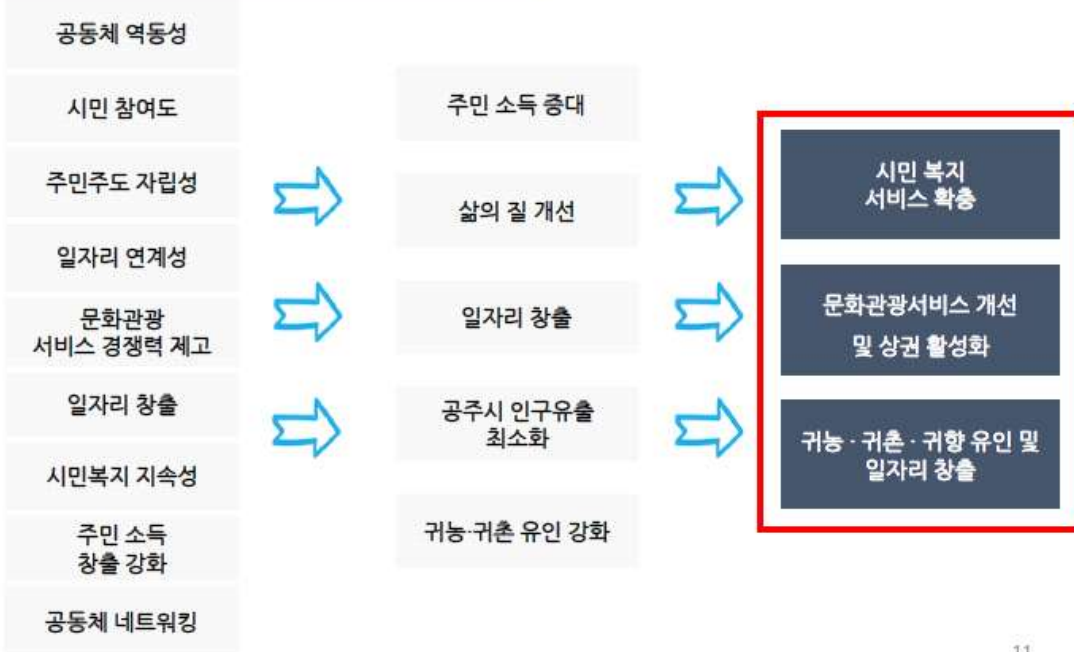 공동체 역동성
시민 참여도
주민주도 자립성
일자리 연계성
문화관광
서비스 경쟁력 제고
일자리 창출
시민복지 지속성
주민 소득
창출 강화
공동체 네트워킹
주민 소득 증대
삶의 질 개선
일자리 창출
공주시 인구유출
최소화
귀농·귀촌 유인 강화
시민 복지
서비스 확충
문화관광서비스 개선
및 상권 활성화
귀농 · 귀촌 · 귀향 유인 및
일자리 창출
11